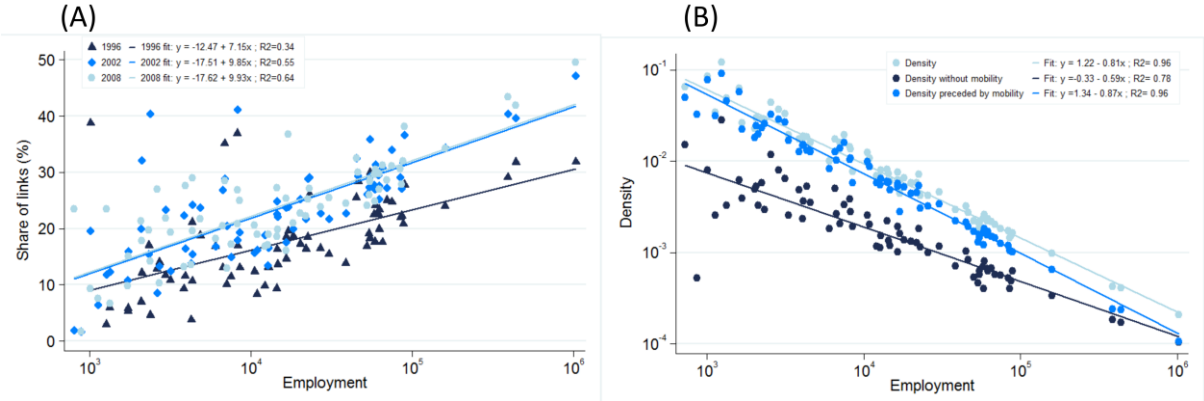 (A)
1996 1996 fit: y = -12.47 + 7.15x ; R2=0.34
2002 2002 fit: y = -17.51 + 9.85x ; R2=0.55
2008 2008 fit: y = -17.62 + 9.93x ; R2=0.64
Share of links (%)
50
40
30
20
10
0
10^3 10^4 10^5 10^6
Employment
(B)
Density Fit: y = 1.22 - 0.81x ; R2= 0.96
Density without mobility Fit: y=-0.33 - 0.59x ; R2= 0.78
Density preceded by mobility Fit: y=1.34 - 0.87x ; R2= 0.96
Density
10^-1
10^-2
10^-3
10^-4
10^3 10^4 10^5 10^6
Employment